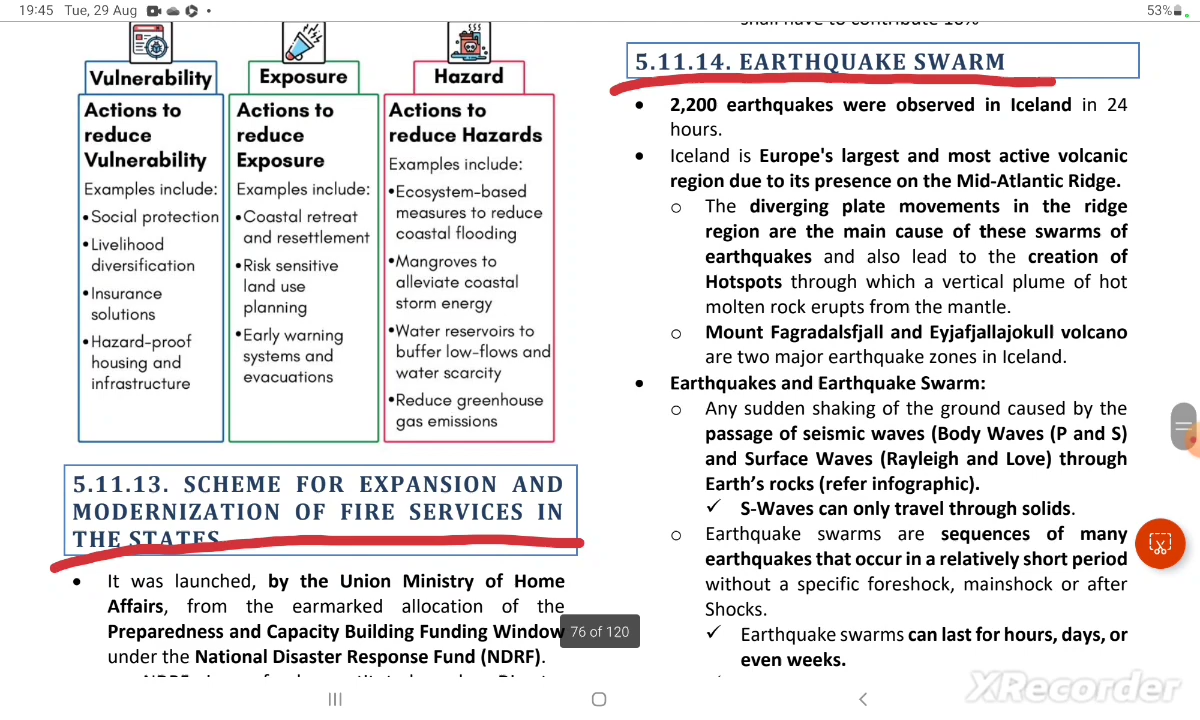 19:45 Tue, 29 Aug
53%
Vulnerability
Actions to
reduce
Vulnerability
Examples include:
•Social protection
•Livelihood
diversification
•Insurance
solutions
•Hazard-proof
housing and
infrastructure
Exposure
Actions to
reduce
Exposure
Examples include:
•Coastal retreat
and resettlement
•Risk sensitive
land use
planning
•Early warning
systems and
evacuations
Hazard
Actions to
reduce Hazards
Examples include:
•Ecosystem-based
measures to reduce
coastal flooding
•Mangroves to
alleviate coastal
storm energy
•Water reservoirs to
buffer low-flows and
water scarcity
•Reduce greenhouse
gas emissions
5.11.13. SCHEME FOR EXPANSION AND
MODERNIZATION OF FIRE SERVICES IN
THE STATES
• It was launched, by the Union Ministry of Home
Affairs, from the earmarked allocation of the
Preparedness and Capacity Building Funding Window
under the National Disaster Response Fund (NDRF).
5.11.14. EARTHQUAKE SWARM
• 2,200 earthquakes were observed in Iceland in 24
hours.
• Iceland is Europe's largest and most active volcanic
region due to its presence on the Mid-Atlantic Ridge.
o The diverging plate movements in the ridge
region are the main cause of these swarms of
earthquakes and also lead to the creation of
Hotspots through which a vertical plume of hot
molten rock erupts from the mantle.
o Mount Fagradalsfjall and Eyjafjallajokull volcano
are two major earthquake zones in Iceland.
• Earthquakes and Earthquake Swarm:
o Any sudden shaking of the ground caused by the
passage of seismic waves (Body Waves (P and S)
and Surface Waves (Rayleigh and Love) through
Earth’s rocks (refer infographic).
✓ S-Waves can only travel through solids.
o Earthquake swarms are sequences of many
earthquakes that occur in a relatively short period
without a specific foreshock, mainshock or after
Shocks.
✓ Earthquake swarms can last for hours, days, or
even weeks.
76 of 120
XRecorder